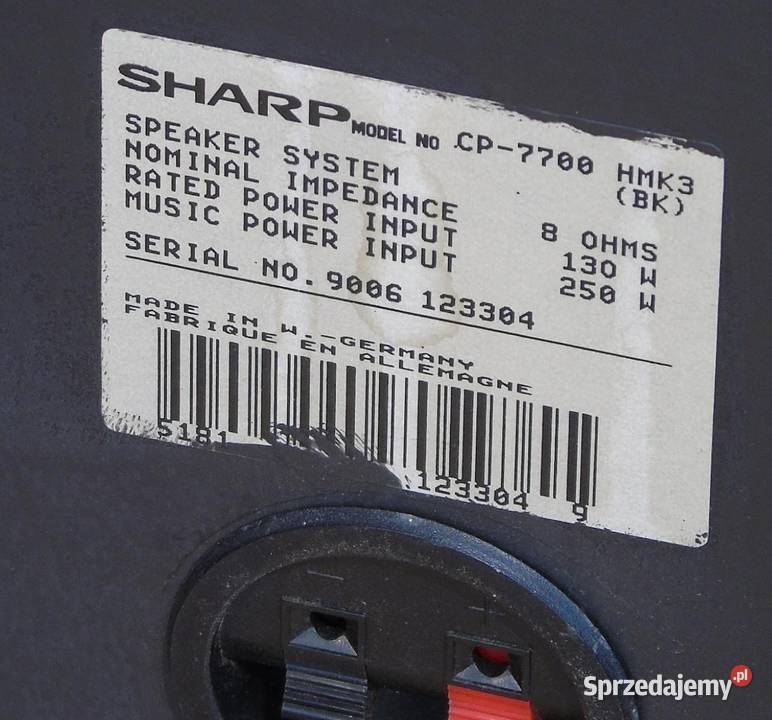 SHARP MODEL NO. CP-7700 HMK3
SPEAKER SYSTEM (BK)
NOMINAL IMPEDANCE 8 OHMS
RATED POWER INPUT 130 W
MUSIC POWER INPUT 250 W
SERIAL NO. 9006 123304
MADE IN W.-GERMANY
FABRIQUE EN ALLEMAGNE
5181 123304 9
- +
Sprzedajemy.pl